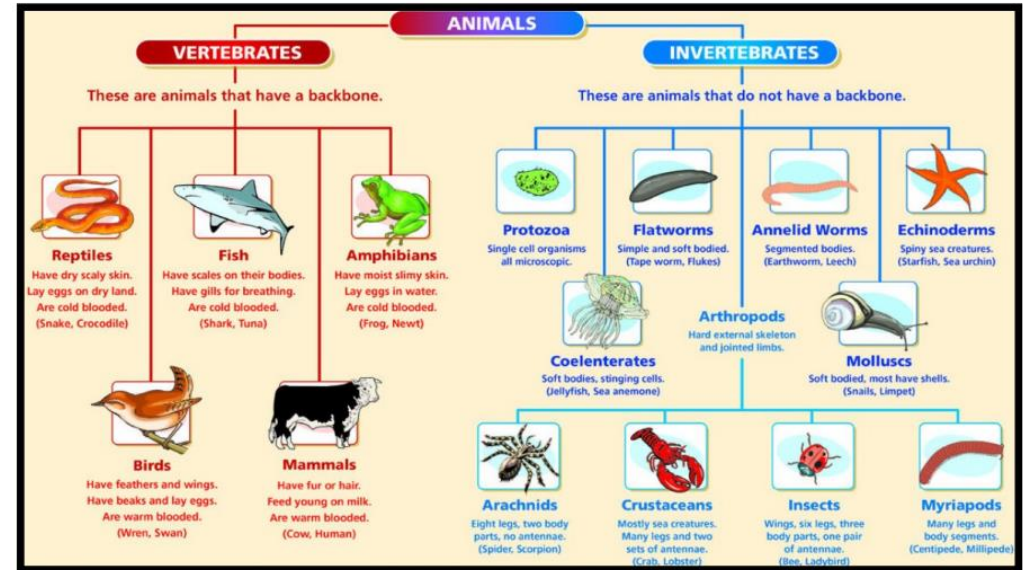 ANIMALS
VERTEBRATES
These are animals that have a backbone.
Reptiles
Have dry scaly skin.
Lay eggs on dry land.
Are cold blooded.
(Snake, Crocodile)
Fish
Have scales on their bodies.
Have gills for breathing.
Are cold blooded.
(Shark, Tuna)
Amphibians
Have moist slimy skin.
Lay eggs in water.
Are cold blooded.
(Frog, Newt)
Birds
Have feathers and wings.
Have beaks and lay eggs.
Are warm blooded.
(Wren, Swan)
Mammals
Have fur or hair.
Feed young on milk.
Are warm blooded.
(Cow, Human)
INVERTEBRATES
These are animals that do not have a backbone.
Protozoa
Single cell organisms
all microscopic.
Flatworms
Simple and soft bodied.
(Tape worm, Flukes)
Annelid Worms
Segmented bodies.
(Earthworm, Leech)
Echinoderms
Spiny sea creatures.
(Starfish, Sea urchin)
Coelenterates
Soft bodies, stinging cells.
(Jellyfish, Sea anemone)
Arthropods
Hard external skeleton
and jointed limbs.
Molluscs
Soft bodied, most have shells.
(Snails, Limpet)
Arachnids
Eight legs, two body
parts, no antennae.
(Spider, Scorpion)
Crustaceans
Mostly sea creatures.
Many legs and two
sets of antennae.
(Crab, Lobster)
Insects
Wings, six legs, three
body parts, one pair
of antennae.
(Bee, Ladybird)
Myriapods
Many legs and
body segments.
(Centipede, Millipede)